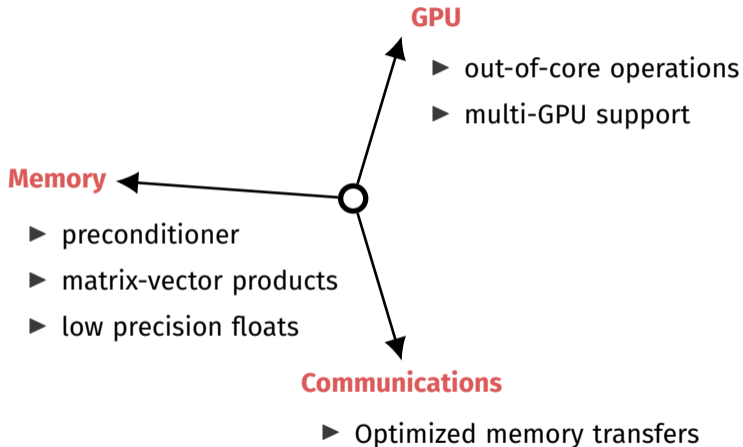 GPU
out-of-core operations
multi-GPU support
Memory
preconditioner
matrix-vector products
low precision floats
Communications
Optimized memory transfers